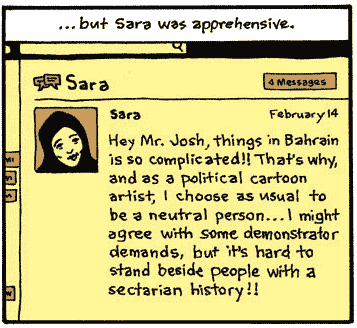 ...but Sara was apprehensive.
Sara
4 Messages
Sara
February 14
Hey Mr. Josh, things in Bahrain
is so complicated!! That's why,
and as a political cartoon
artist, I choose as usual to
be a neutral person...I might
agree with some demonstrator
demands, but it's hard to
stand beside people with a
sectarian history!!